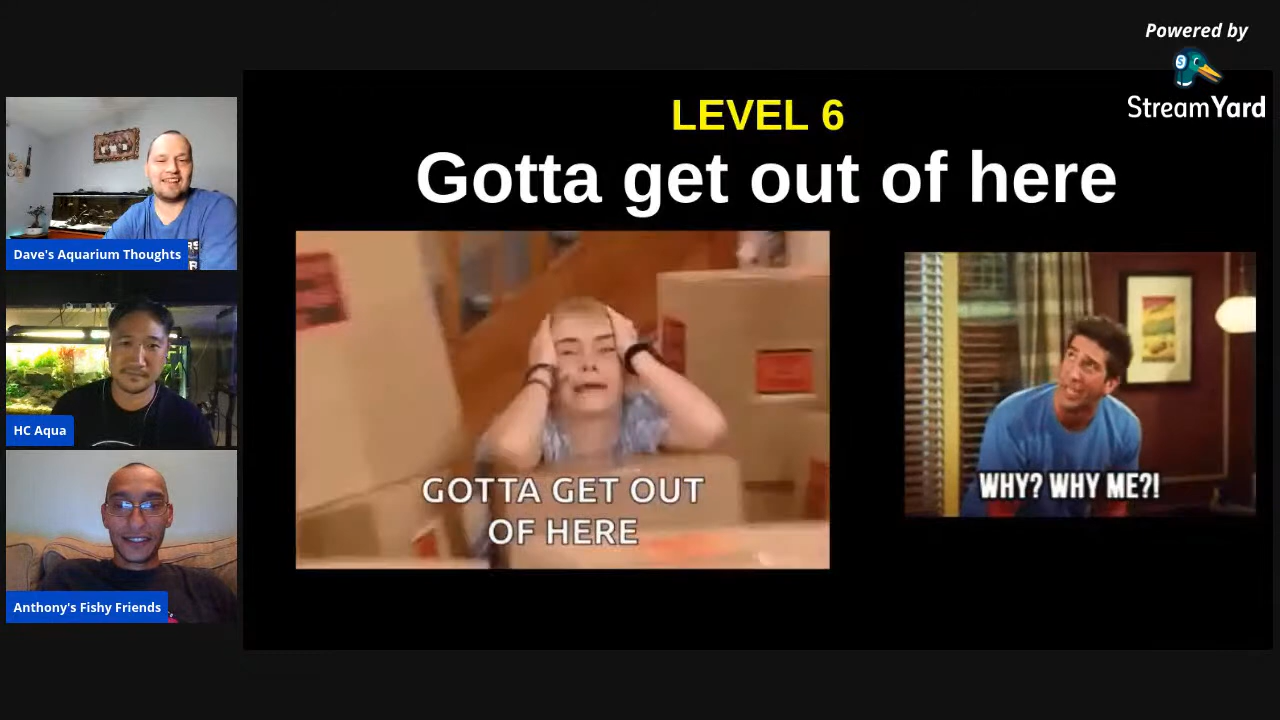 Powered by
StreamYard
LEVEL 6
Gotta get out of here
Dave's Aquarium Thoughts
HC Aqua
GOTTA GET OUT
OF HERE
WHY? WHY ME?!
Anthony's Fishy Friends